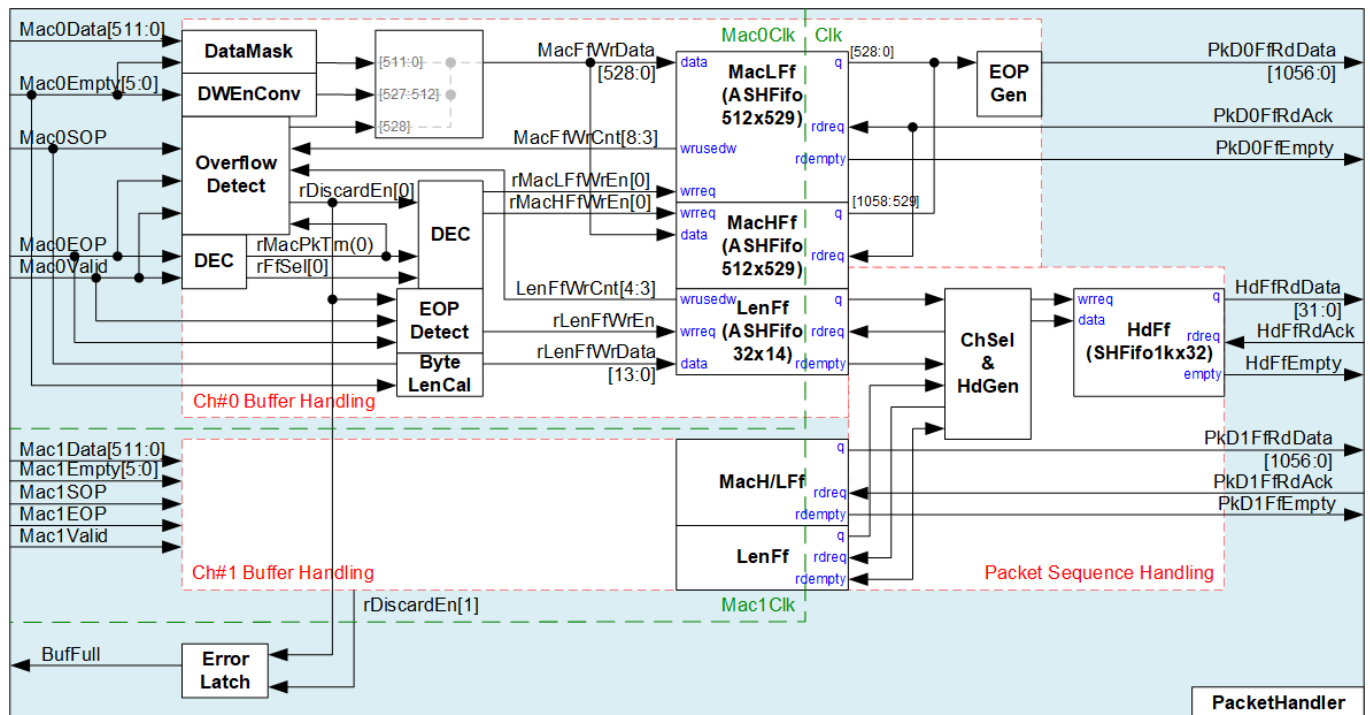 Mac0Data[511:0]
Mac0Empty[5:0]
Mac0SOP
Mac0EOP
Mac0Valid
DataMask
DWEnConv
Overflow
Detect
DEC
[511:0]
[527:512]
[528]
MacFfWrData
[528:0]
MacFfWrCnt[8:3]
rDiscardEn[0]
rMacLFfWrEn[0]
rMacHFfWrEn[0]
rMacPkTrn(0)
rFfSel[0]
DEC
LenFfWrCnt[4:3]
EOP
Detect
rLenFfWrEn
Byte
LenCal
rLenFfWrData
[13:0]
Ch#0 Buffer Handling
Mac0Clk
Clk
data
MacLFf
(ASHFifo
512x529)
q
rdreq
wrusedw
rdempty
wrreq
[528:0]
EOP
Gen
wrreq
data
MacHFf
(ASHFifo
512x529)
q
rdreq
[1058:529]
wrusedw
wrreq
data
LenFf
(ASHFifo
32x14)
q
rdreq
rdempty
ChSel
&
HdGen
wrreq
data
HdFf
(SHFifo1kx32)
q
rdreq
empty
PkD0FfRdData
[1056:0]
PkD0FfRdAck
PkD0FfEmpty
HdFfRdData
[31:0]
HdFfRdAck
HdFfEmpty
Mac1Data[511:0]
Mac1Empty[5:0]
Mac1SOP
Mac1EOP
Mac1Valid
Ch#1 Buffer Handling
MacH/LFf
q
rdreq
rdempty
LenFf
q
rdreq
rdempty
Mac1Clk
PkD1FfRdData
[1056:0]
PkD1FfRdAck
PkD1FfEmpty
Packet Sequence Handling
rDiscardEn[1]
BufFull
Error
Latch
PacketHandler